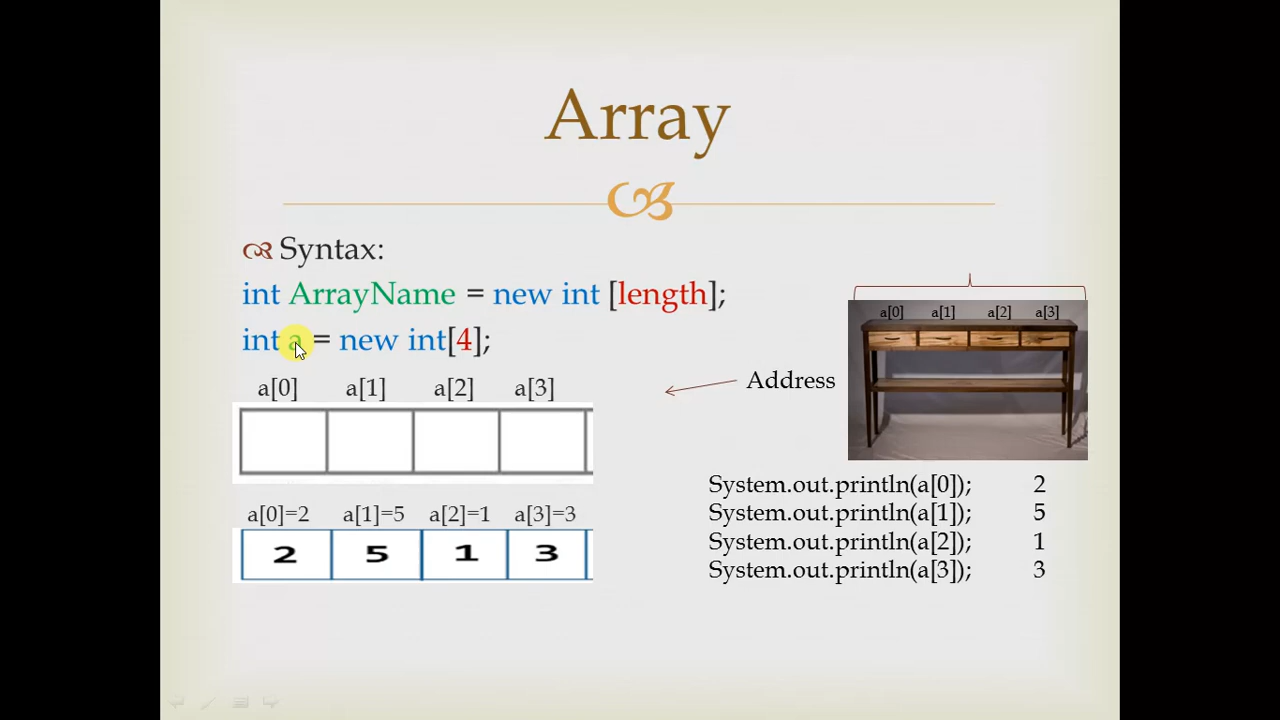 Array
Syntax:
int ArrayName = new int [length];
int a = new int[4];
a[0] a[1] a[2] a[3]
a[0]=2 a[1]=5 a[2]=1 a[3]=3
2 5 1 3
a[0] a[1] a[2] a[3]
Address
System.out.println(a[0]); 2
System.out.println(a[1]); 5
System.out.println(a[2]); 1
System.out.println(a[3]); 3